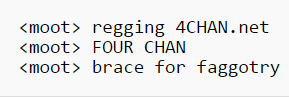 <moot> regging 4CHAN.net
<moot> FOUR CHAN
<moot> brace for faggotry